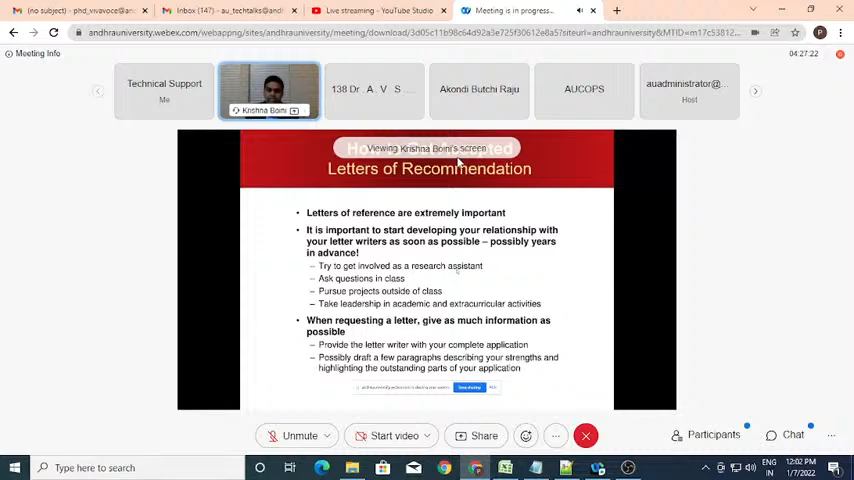 (no subject) - phd_vivavoce@an
Inbox (147) - au_techtalks@andh
Live streaming - YouTube Studio
Meeting is in progress...
andhrauniversity.webex.com/webappng/sites/andhrauniversity/meeting/download/3d05c11b98c64d92a3e725f30612e8a5?siteurl=andhrauniversity&MTID=m17c53812...
P
Meeting Info
04:27:22
Technical Support
Me
Krishna Boini
138 Dr . A . V S ...
Akondi Butchi Raju
AUCOPS
auadministrator@...
Host
Viewing Krishna Boini's screen
Letters of Recommendation
• Letters of reference are extremely important
• It is important to start developing your relationship with
your letter writers as soon as possible – possibly years
in advance!
– Try to get involved as a research assistant
– Ask questions in class
– Pursue projects outside of class
– Take leadership in academic and extracurricular activities
• When requesting a letter, give as much information as
possible
– Provide the letter writer with your complete application
– Possibly draft a few paragraphs describing your strengths and
highlighting the outstanding parts of your application
Stop sharing
Hide
Unmute
Start video
Share
Participants
Chat
Type here to search
ENG
IN
12:02 PM
1/7/2022